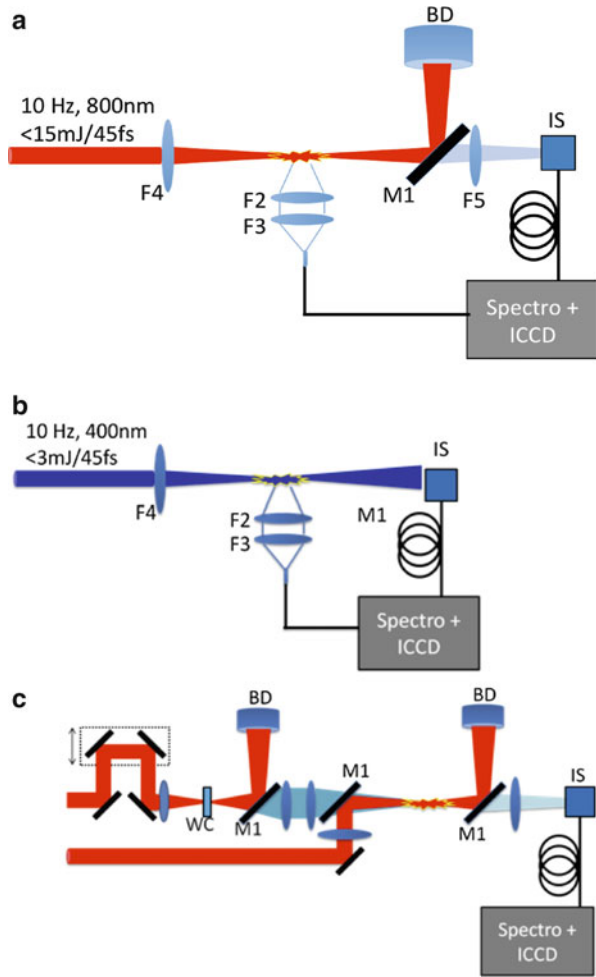 a
BD
10 Hz, 800nm
<15mJ/45fs
IS
F4
F2
F3
M1
F5
Spectro +
ICCD
b
10 Hz, 400nm
<3mJ/45fs
IS
F4
F2
F3
M1
Spectro +
ICCD
c
BD
BD
M1
IS
WC
M1
M1
Spectro +
ICCD